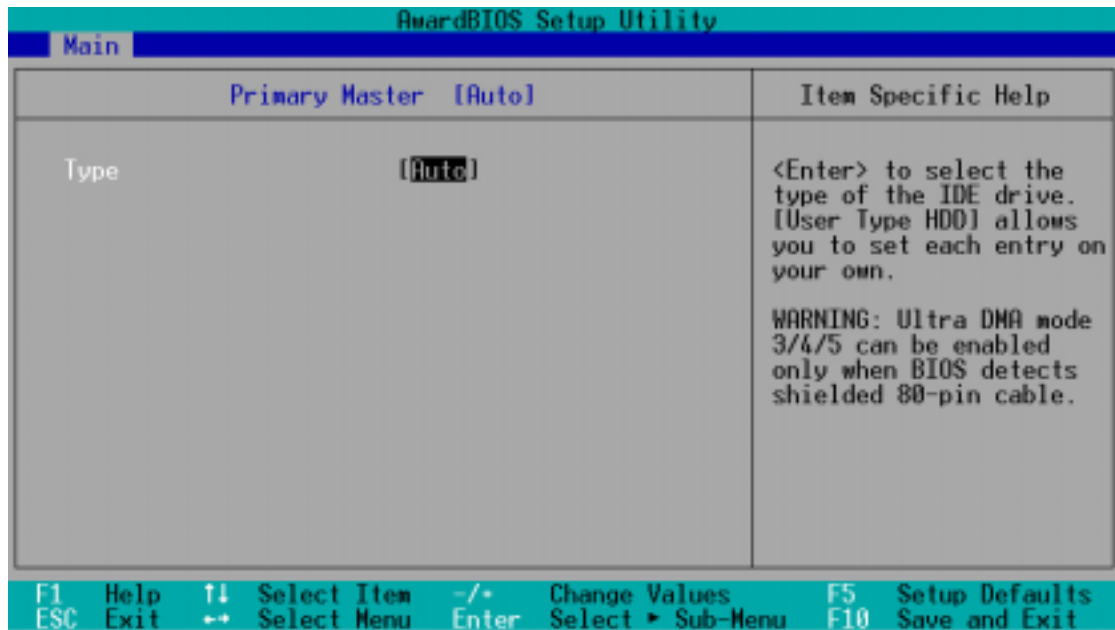 AwardBIOS Setup Utility
Main
Primary Master [Auto]
Item Specific Help
Type [Auto]
<Enter> to select the
type of the IDE drive.
[User Type HDD] allows
you to set each entry on
your own.
WARNING: Ultra DMA mode
3/4/5 can be enabled
only when BIOS detects
shielded 80-pin cable.
F1 Help ↑↓ Select Item -/+ Change Values F5 Setup Defaults
ESC Exit ←→ Select Menu Enter Select ► Sub-Menu F10 Save and Exit